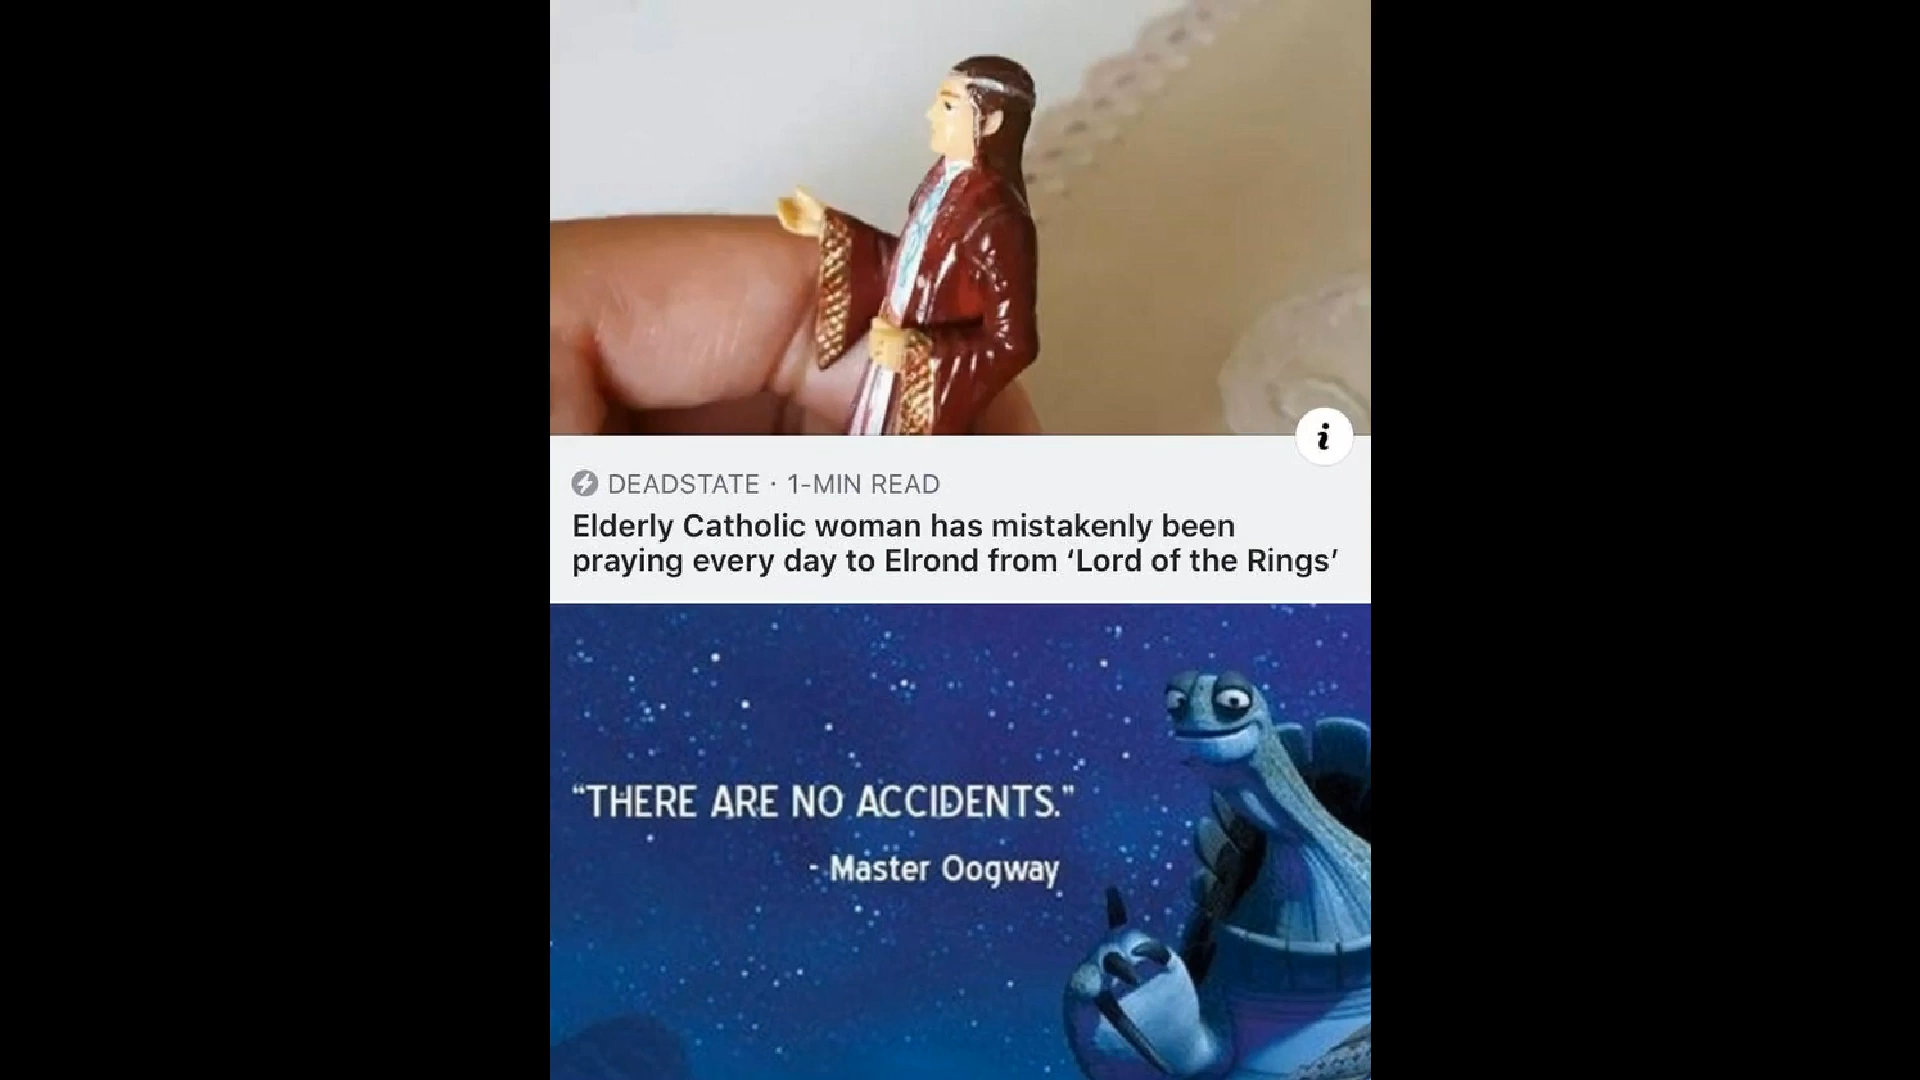 DEADSTATE · 1-MIN READ
Elderly Catholic woman has mistakenly been
praying every day to Elrond from ‘Lord of the Rings’
“THERE ARE NO ACCIDENTS.”
- Master Oogway